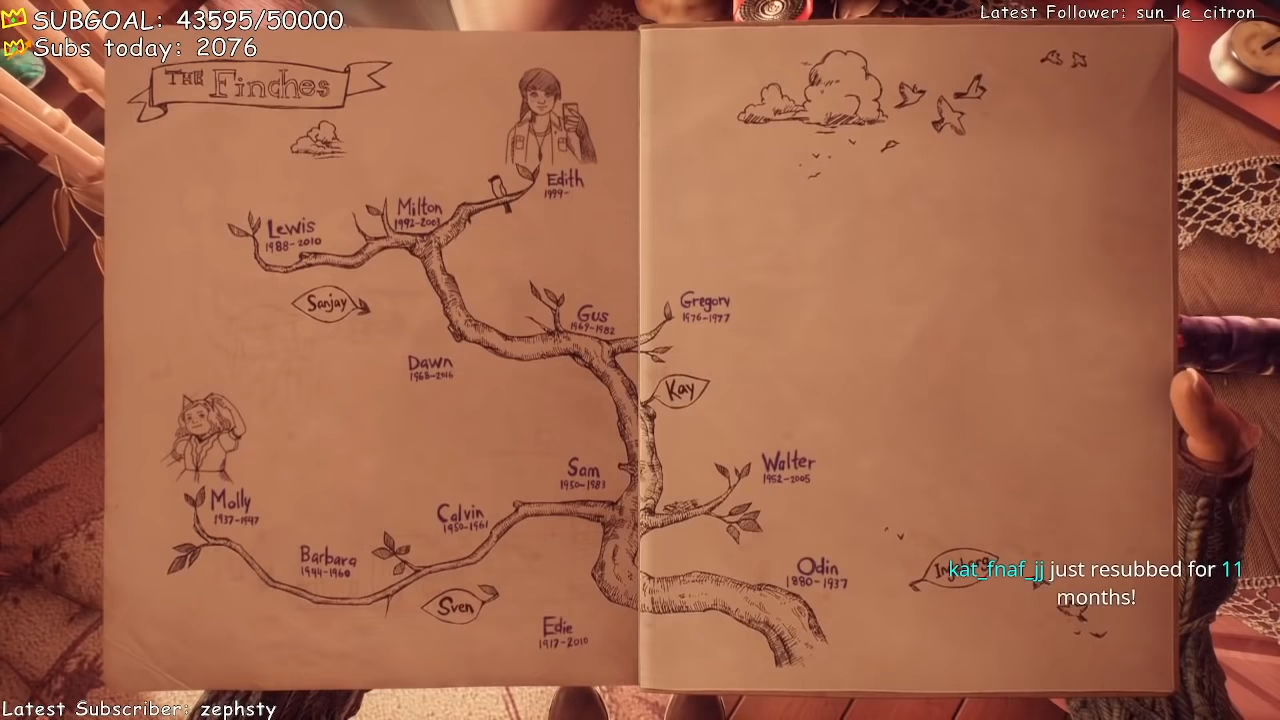 SUBGOAL: 43595/50000
Subs today: 2076
Latest Follower: sun_le_citron
THE Finches
Edith
1999-
Milton
1992-2003
Lewis
1988-2010
Sanjay
Gus
1969-1982
Gregory
1976-1977
Dawn
1968-2016
Kay
Sam
1950-1983
Walter
1952-2005
Molly
1937-1947
Calvin
1950-1961
Barbara
1944-1960
Odin
1880-1937
Sven
Edie
1917-2010
kat_fnaf_jj just resubbed for 11
months!
Latest Subscriber: zephsty